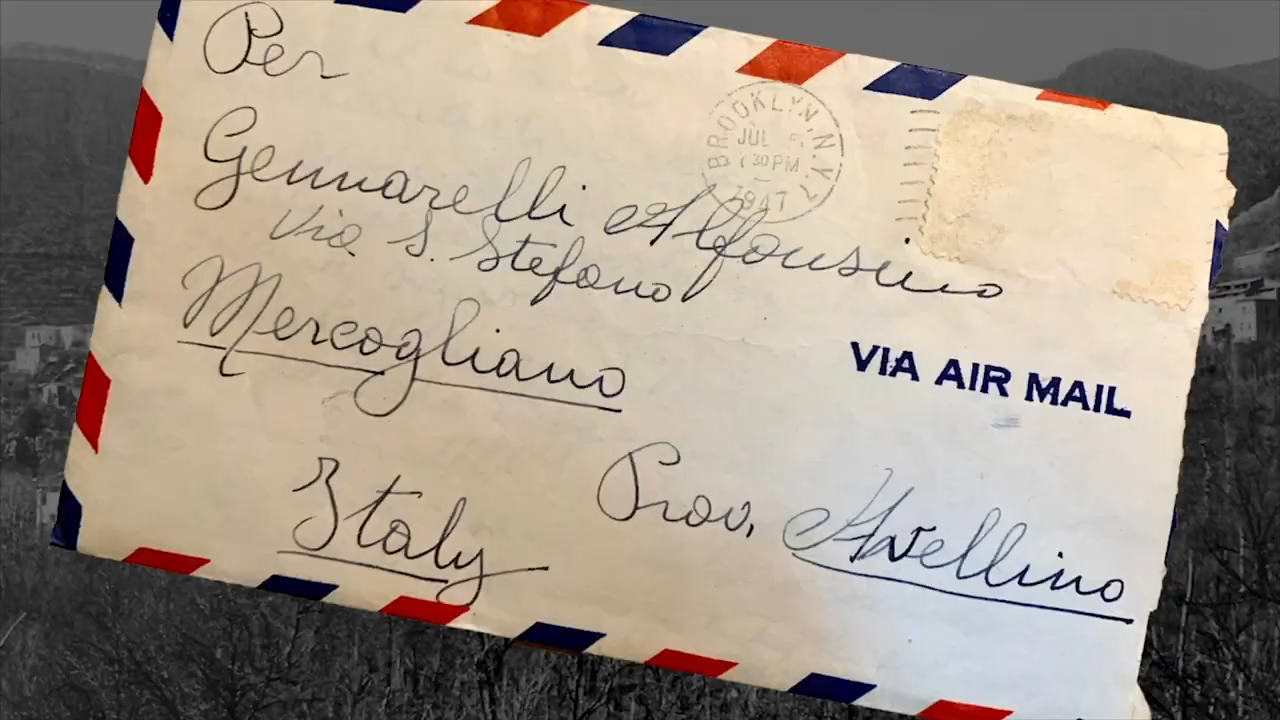 Per
BROOKLYN, N.Y.
JUL
30 PM
1947
Gennarelli Alfonsino
Via S. Stefano
Mercogliano
VIA AIR MAIL
Prov. Avellino
Italy